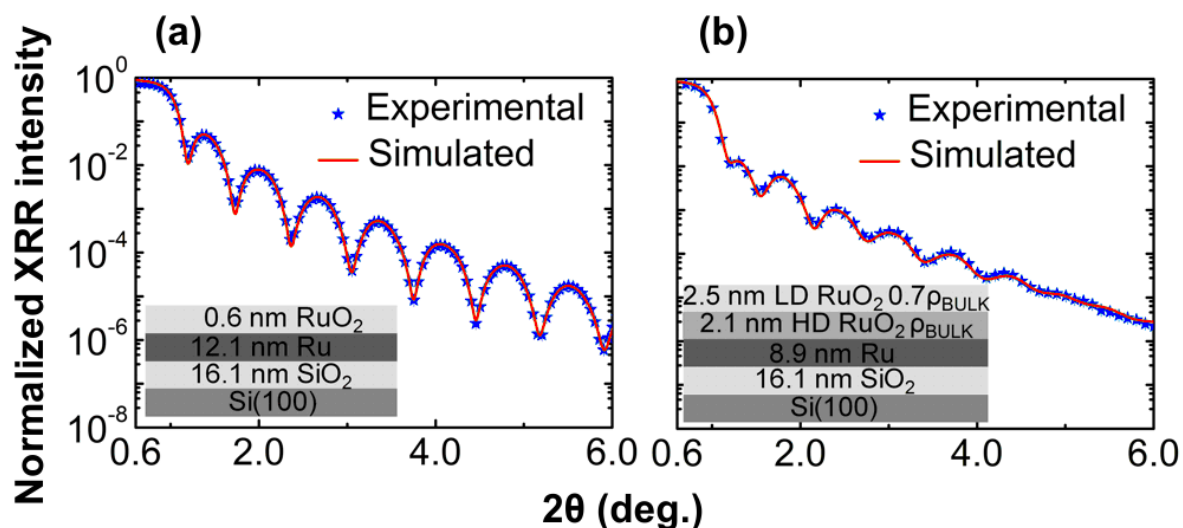 (a)
(b)
Normalized XRR intensity
10⁰
10⁻²
10⁻⁴
10⁻⁶
10⁻⁸
Experimental
Simulated
0.6 nm RuO₂
12.1 nm Ru
16.1 nm SiO₂
Si(100)
0.6 2.0 4.0 6.0
Experimental
Simulated
2.5 nm LD RuO₂ 0.7ρBULK
2.1 nm HD RuO₂ ρBULK
8.9 nm Ru
16.1 nm SiO₂
Si(100)
0.6 2.0 4.0 6.0
2θ (deg.)